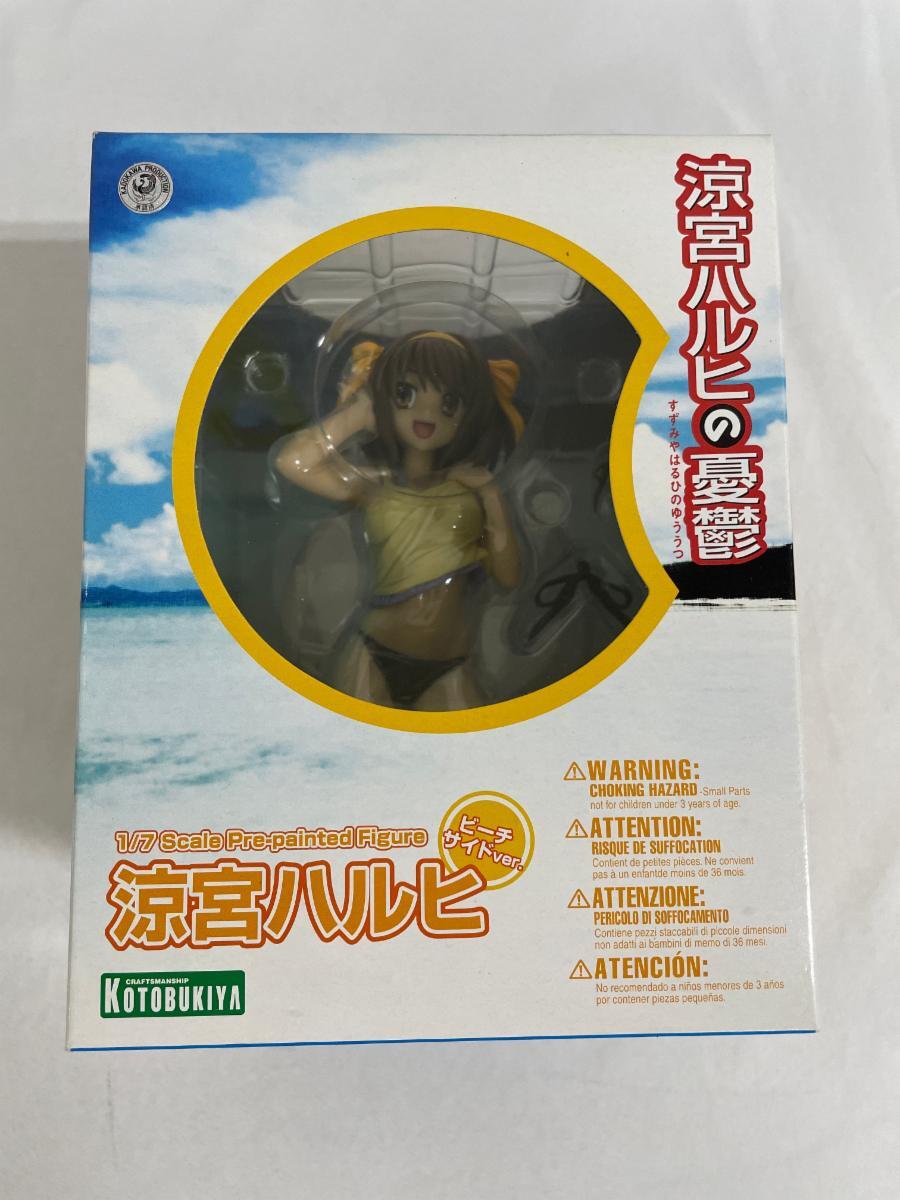 KADOKAWA PRODUCTION
涼宮ハルヒの憂鬱
すずみやはるひのゆううつ
1/7 Scale Pre-painted Figure
ビーチ
サイドver.
涼宮ハルヒ
CRAFTSMANSHIP
KOTOBUKIYA
⚠WARNING:
CHOKING HAZARD -Small Parts
not for children under 3 years of age.
⚠ATTENTION:
RISQUE DE SUFFOCATION
Contient de petites pièces. Ne convient
pas à un enfantde moins de 36 mois.
⚠ATTENZIONE:
PERICOLO DI SOFFOCAMENTO
Contiene pezzi staccabili di piccole dimensioni
non adatti ai bambini di memo di 36 mesi.
⚠ATENCIÓN:
No recomendado a niños menores de 3 años
por contener piezas pequeñas.